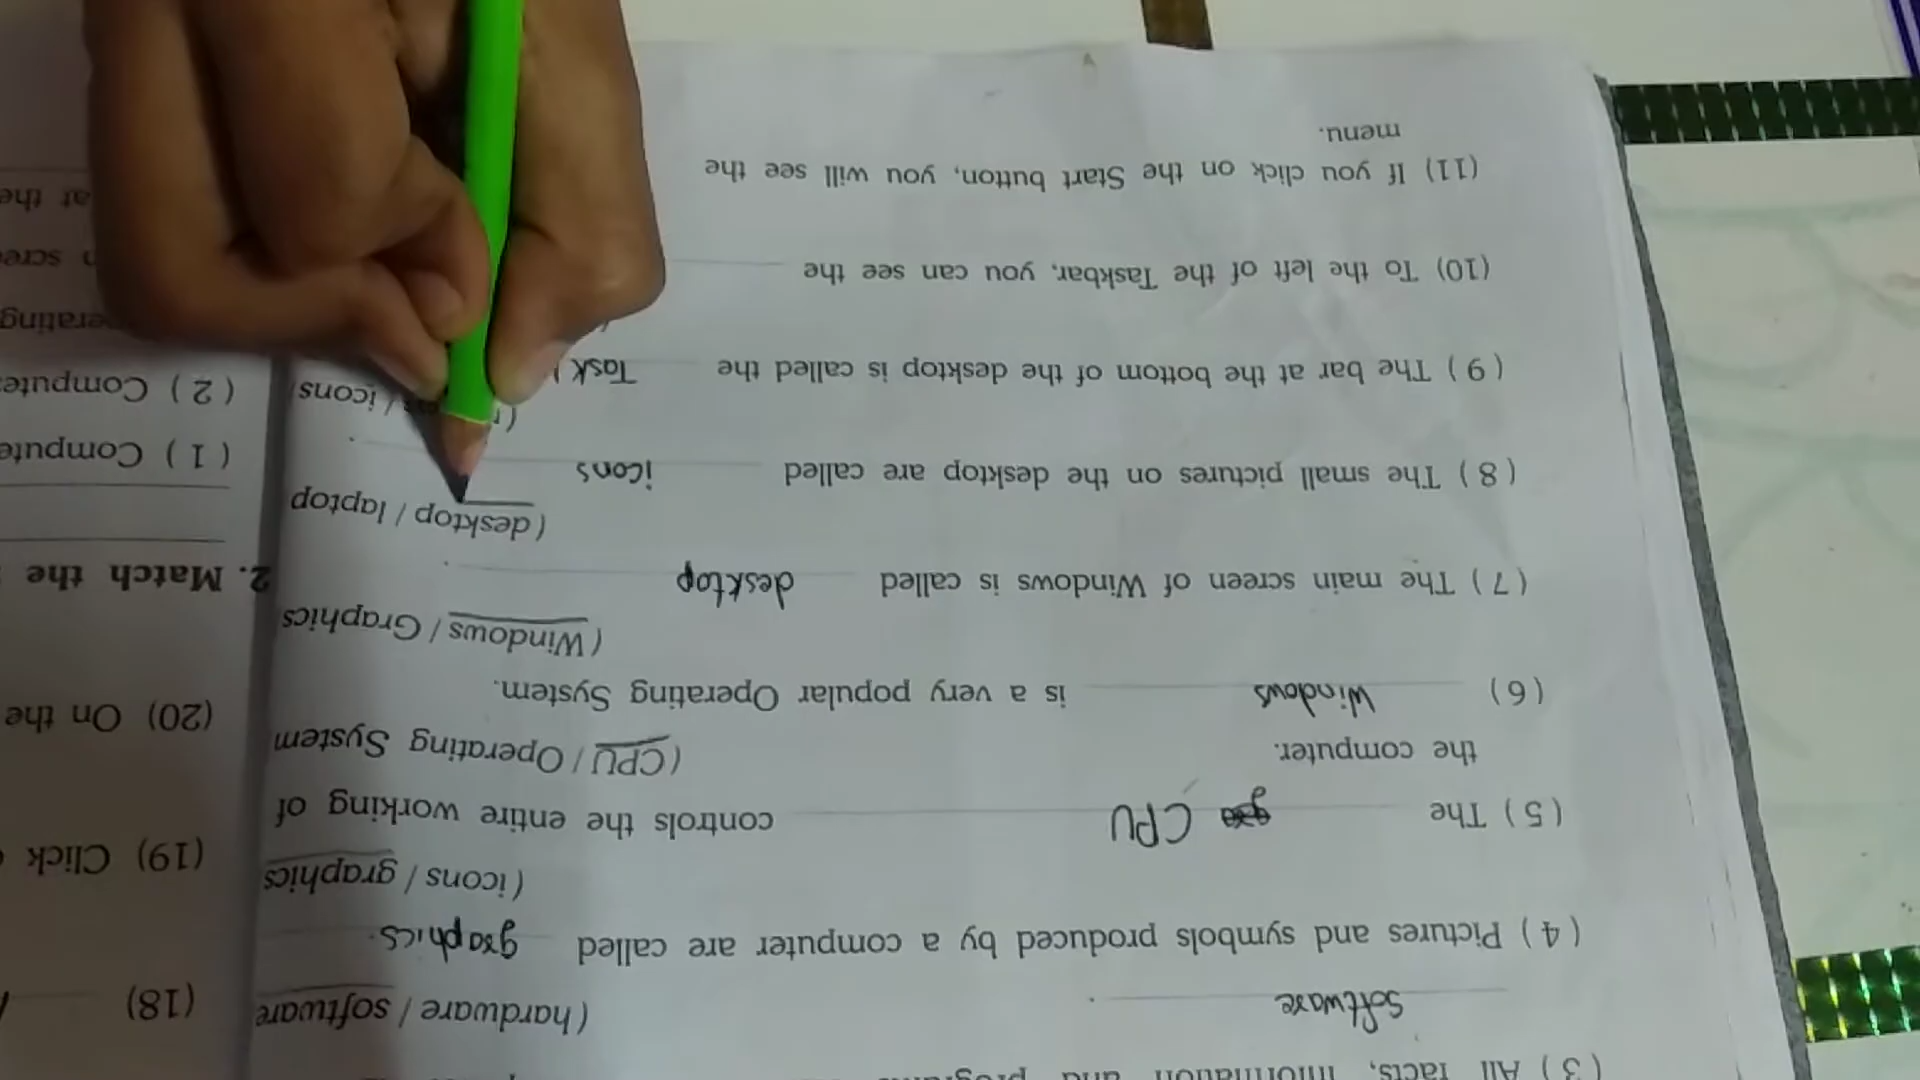 (3) All facts, information and
Software.
(hardware / software
(4) Pictures and symbols produced by a computer are called graphics.
(icons / graphics
(5) The CPU controls the entire working of
the computer.
(CPU / Operating System
(6) Windows is a very popular Operating System.
(Windows / Graphics
(7) The main screen of Windows is called desktop.
(desktop / laptop
(8) The small pictures on the desktop are called icons.
/ icons
(9) The bar at the bottom of the desktop is called the Task
(10) To the left of the Taskbar, you can see the
(11) If you click on the Start button, you will see the
menu.
(18)
(19) Click
(20) On the
2. Match the
(1) Compute
(2) Compute
perating
scre
at the